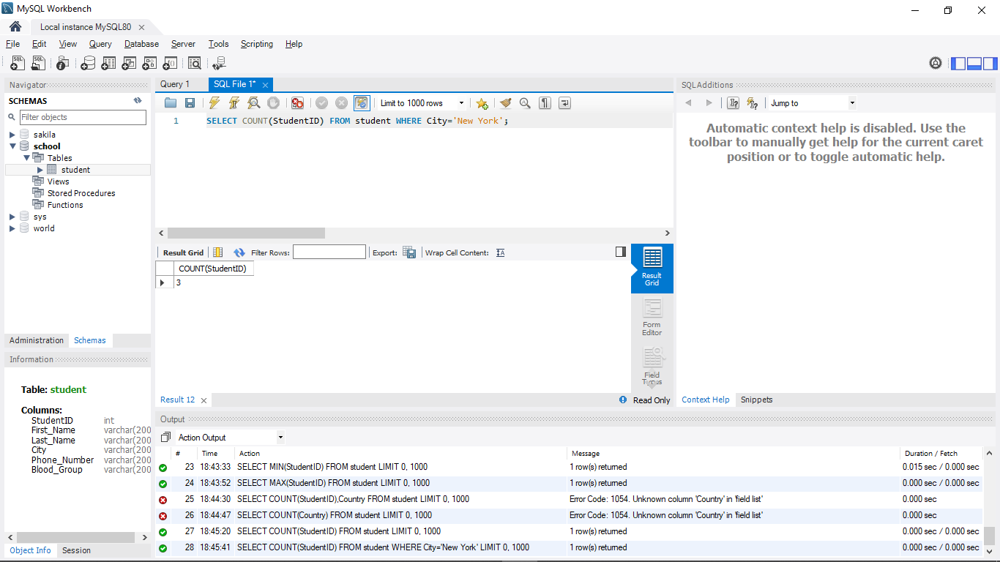 MySQL Workbench
Local instance MySQL80
File Edit View Query Database Server Tools Scripting Help
Navigator
SCHEMAS
Filter objects
sakila
school
Tables
student
Views
Stored Procedures
Functions
sys
world
Administration Schemas
Information
Table: student
Columns:
StudentID int
First_Name varchar(200
Last_Name varchar(200
City varchar(200
Phone_Number varchar(200
Blood_Group varchar(200
Object Info Session
Query 1 SQL File 1*
Limit to 1000 rows
1 SELECT COUNT(StudentID) FROM student WHERE City='New York';
Result Grid Filter Rows: Export: Wrap Cell Content:
COUNT(StudentID)
3
Result
Grid
Form
Editor
Field
Types
Result 12 Read Only
SQLAdditions
Jump to
Automatic context help is disabled. Use the
toolbar to manually get help for the current caret
position or to toggle automatic help.
Context Help Snippets
Output
Action Output
# Time Action Message Duration / Fetch
23 18:43:33 SELECT MIN(StudentID) FROM student LIMIT 0, 1000 1 row(s) returned 0.015 sec / 0.000 sec
24 18:43:52 SELECT MAX(StudentID) FROM student LIMIT 0, 1000 1 row(s) returned 0.000 sec / 0.000 sec
25 18:44:30 SELECT COUNT(StudentID),Country FROM student LIMIT 0, 1000 Error Code: 1054. Unknown column 'Country' in 'field list' 0.000 sec
26 18:44:47 SELECT COUNT(Country) FROM student LIMIT 0, 1000 Error Code: 1054. Unknown column 'Country' in 'field list' 0.000 sec
27 18:45:20 SELECT COUNT(StudentID) FROM student LIMIT 0, 1000 1 row(s) returned 0.000 sec / 0.000 sec
28 18:45:41 SELECT COUNT(StudentID) FROM student WHERE City='New York' LIMIT 0, 1000 1 row(s) returned 0.000 sec / 0.000 sec